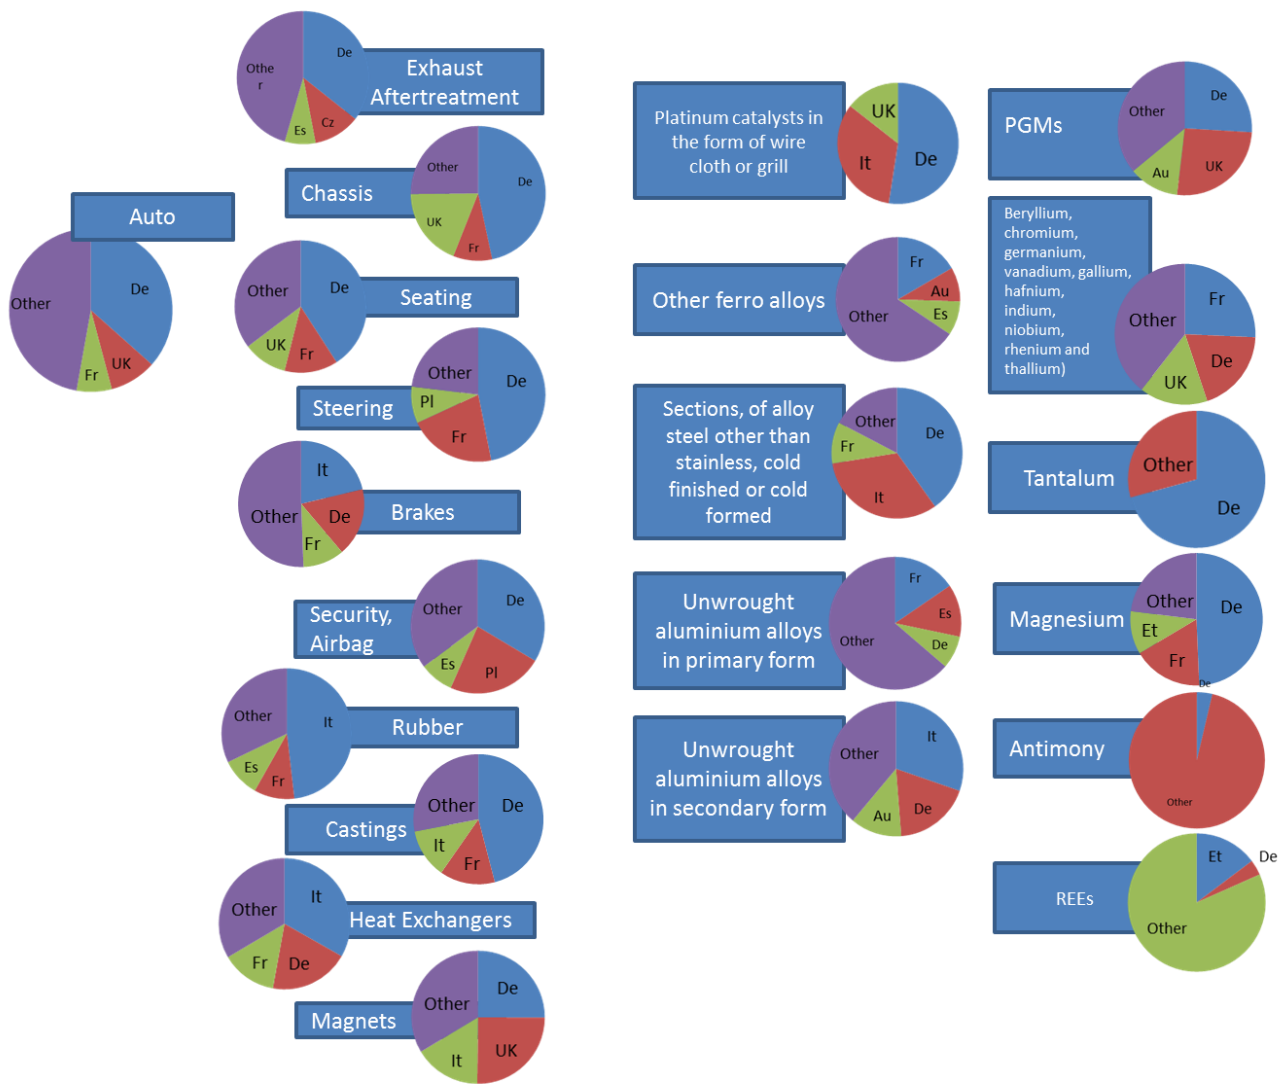 Auto
Other
De
UK
Fr
Exhaust
Aftertreatment
Othe
r
De
Cz
Es
Chassis
Other
De
UK
Fr
Seating
Other
De
UK
Fr
Steering
Other
De
Pl
Fr
Brakes
It
Other
De
Fr
Security,
Airbag
Other
De
Es
Pl
Rubber
Other
It
Es
Fr
Castings
Other
De
It
Fr
Heat Exchangers
Other
It
Fr
De
Magnets
Other
De
It
UK
Platinum catalysts in
the form of wire
cloth or grill
UK
It
De
Other ferro alloys
Fr
Au
Es
Other
Sections, of alloy
steel other than
stainless, cold
finished or cold
formed
Other
De
Fr
It
Unwrought
aluminium alloys
in primary form
Fr
Es
De
Other
Unwrought
aluminium alloys
in secondary form
Other
It
Au
De
PGMs
Other
De
Au
UK
Beryllium,
chromium,
germanium,
vanadium, gallium,
hafnium,
indium,
niobium,
rhenium and
thallium)
Other
Fr
De
UK
Tantalum
Other
De
Magnesium
Other
De
Et
Fr
Antimony
De
Other
REEs
Et
De
Other